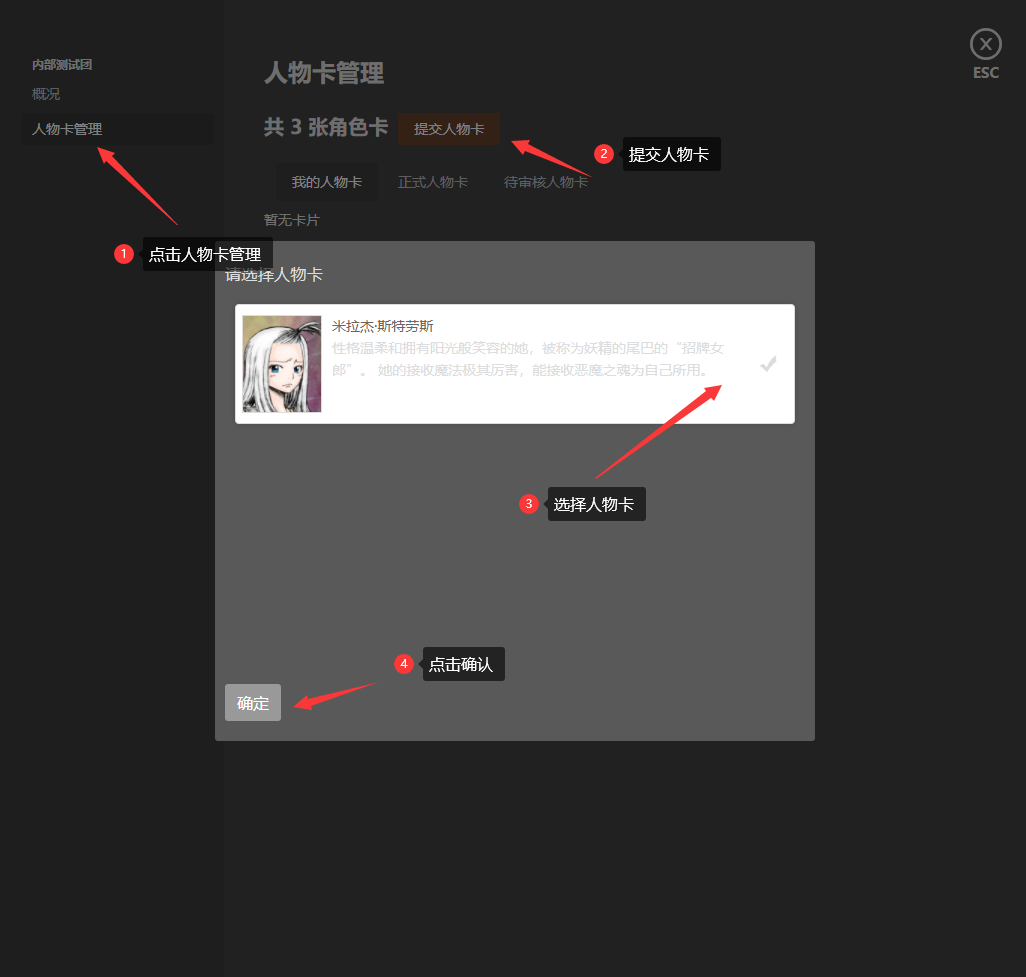 内部测试团
概况
人物卡管理
人物卡管理
ESC
共 3 张角色卡
提交人物卡
2
提交人物卡
我的人物卡
正式人物卡
待审核人物卡
暂无卡片
1
点击人物卡管理
请选择人物卡
米拉杰·斯特劳斯
性格温柔和拥有阳光般笑容的她，被称为妖精的尾巴的“招牌女
郎”。 她的接收魔法极其厉害，能接收恶魔之魂为自己所用。
3
选择人物卡
4
点击确认
确定